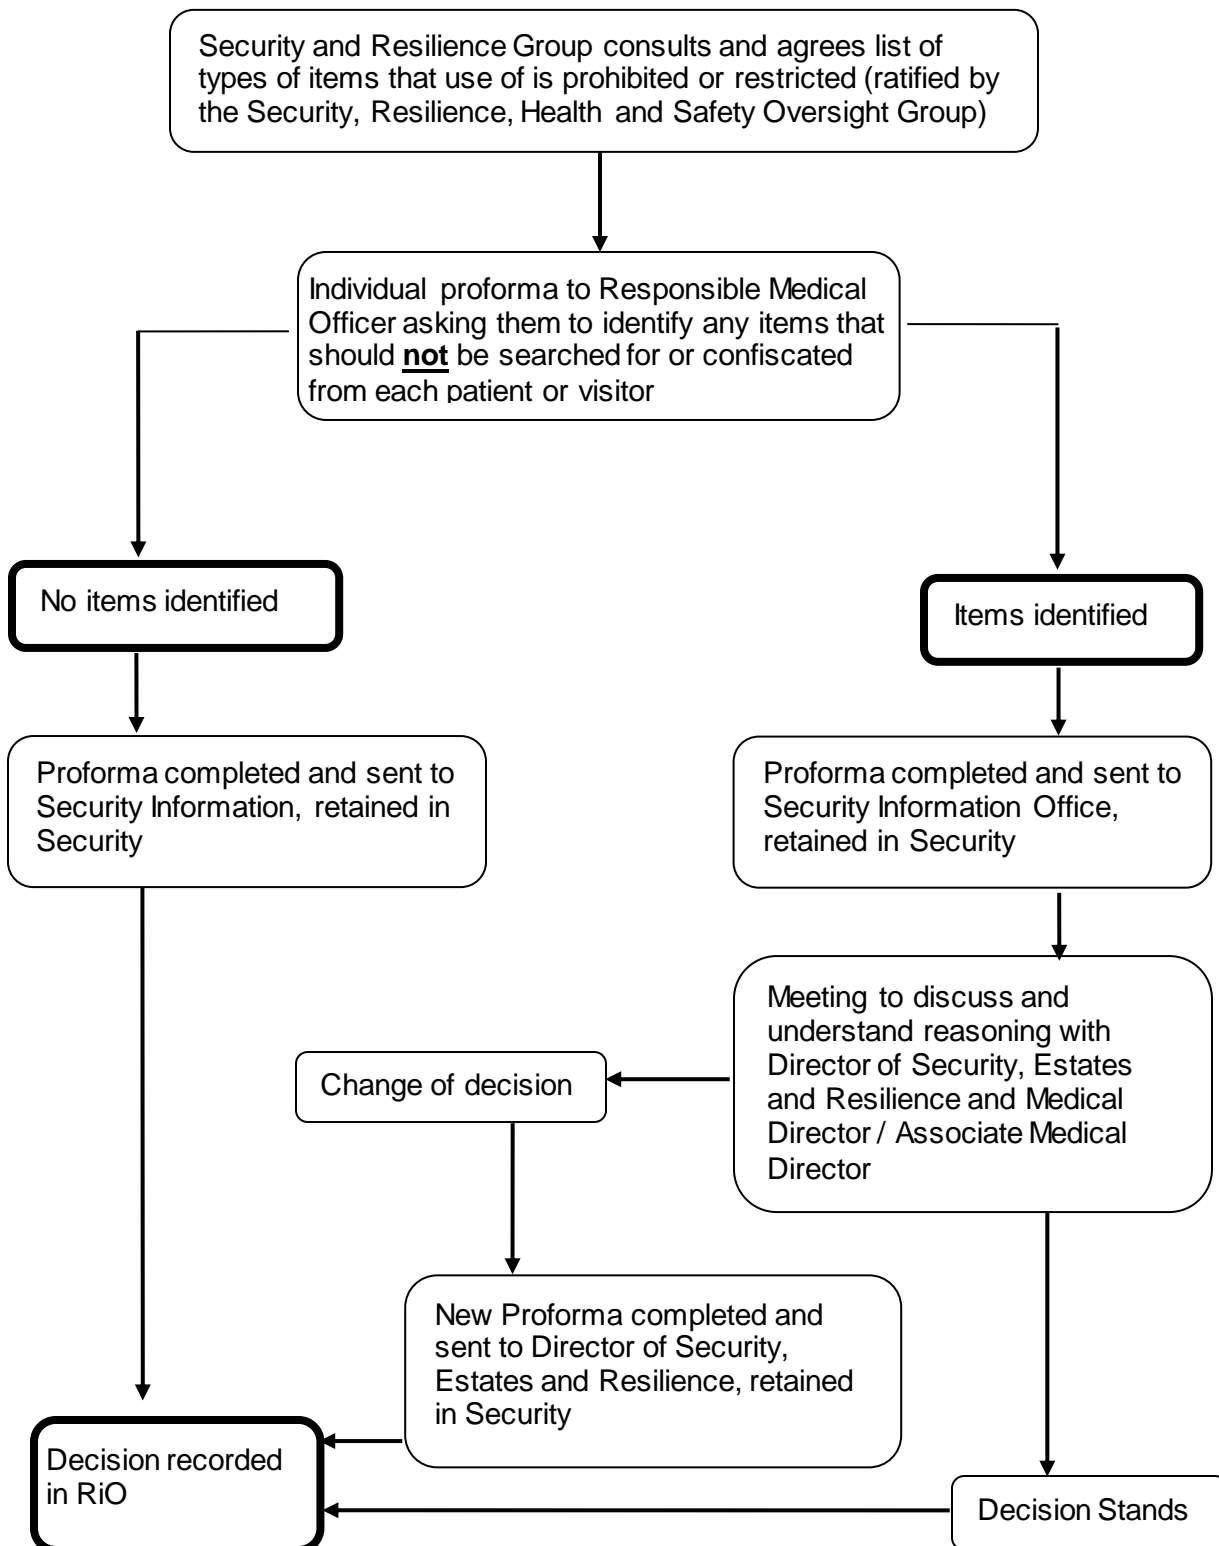 Security and Resilience Group consults and agrees list of
types of items that use of is prohibited or restricted (ratified by
the Security, Resilience, Health and Safety Oversight Group)
Individual proforma to Responsible Medical
Officer asking them to identify any items that
should not be searched for or confiscated
from each patient or visitor
No items identified
Items identified
Proforma completed and sent to
Security Information, retained in
Security
Proforma completed and sent to
Security Information Office,
retained in Security
Meeting to discuss and
understand reasoning with
Director of Security, Estates
and Resilience and Medical
Director / Associate Medical
Director
Change of decision
New Proforma completed and
sent to Director of Security,
Estates and Resilience, retained
in Security
Decision recorded
in RiO
Decision Stands